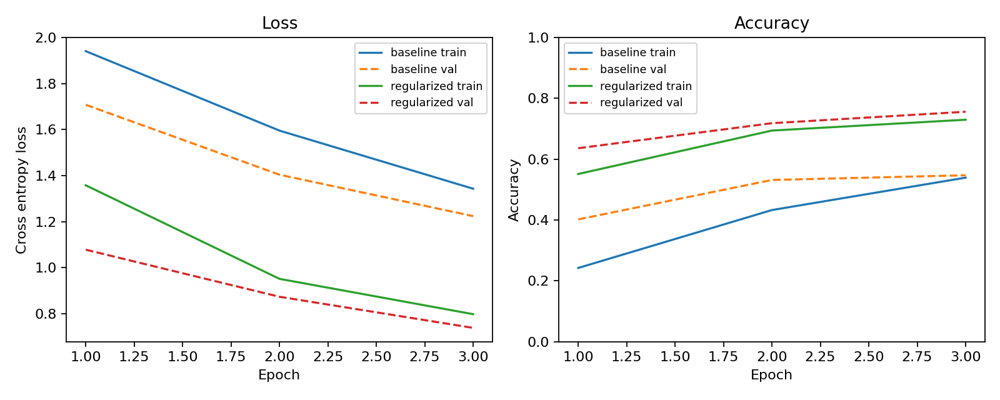 Loss
Cross entropy loss
2.0
1.8
1.6
1.4
1.2
1.0
0.8
baseline train
baseline val
regularized train
regularized val
1.00 1.25 1.50 1.75 2.00 2.25 2.50 2.75 3.00
Epoch
Accuracy
Accuracy
1.0
0.8
0.6
0.4
0.2
0.0
baseline train
baseline val
regularized train
regularized val
1.00 1.25 1.50 1.75 2.00 2.25 2.50 2.75 3.00
Epoch